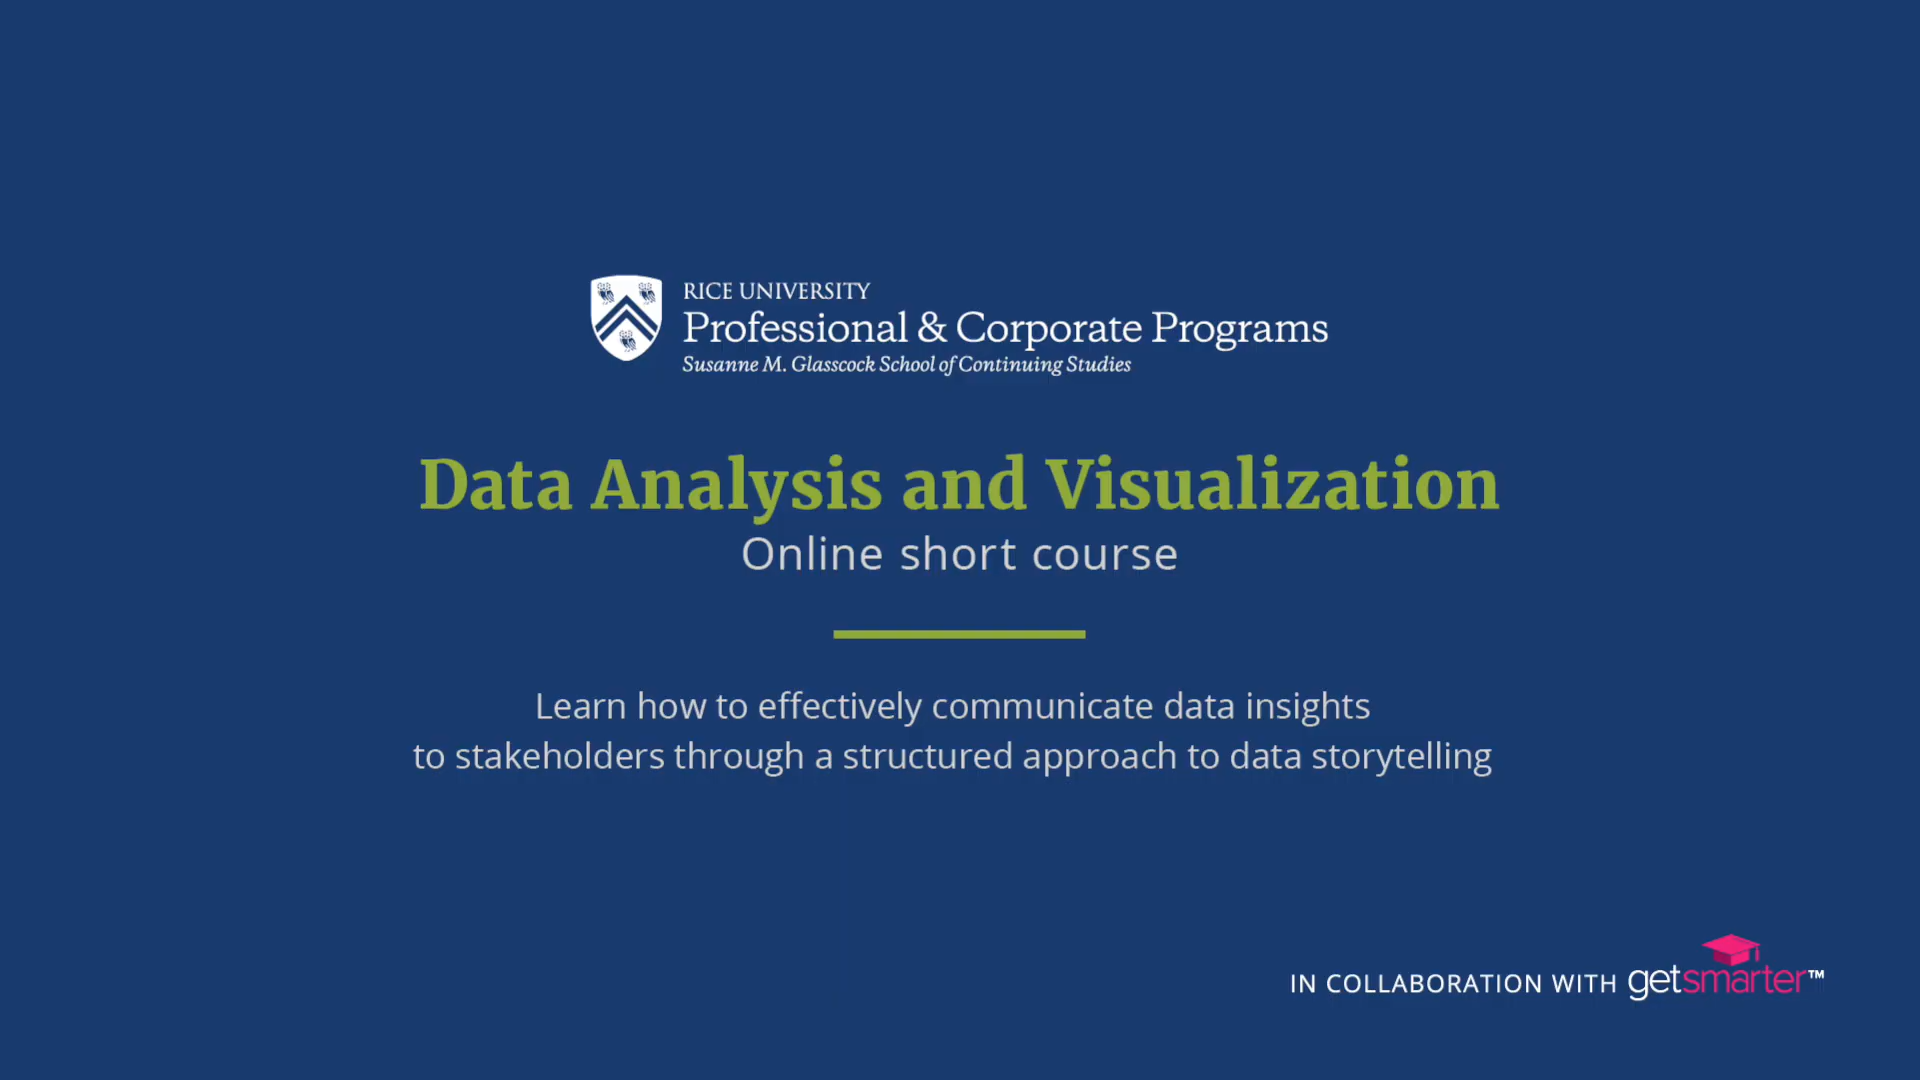 RICE UNIVERSITY
Professional & Corporate Programs
Susanne M. Glasscock School of Continuing Studies
Data Analysis and Visualization
Online short course
Learn how to effectively communicate data insights
to stakeholders through a structured approach to data storytelling
IN COLLABORATION WITH getsmarter™